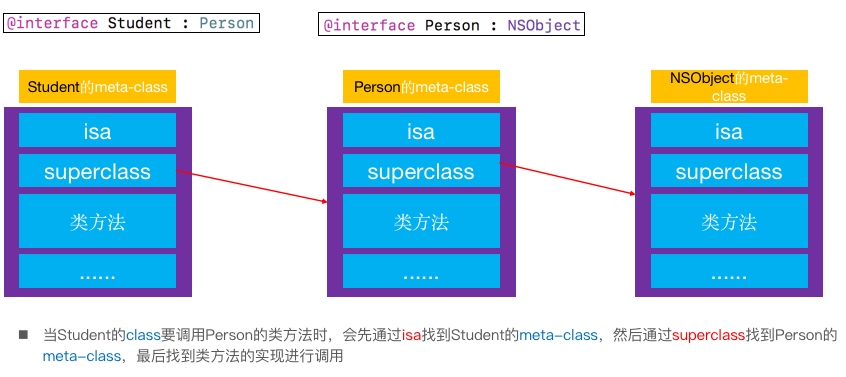 @interface Student : Person
@interface Person : NSObject
Student的meta-class
Person的meta-class
NSObject的meta-
class
isa
isa
isa
superclass
superclass
superclass
类方法
类方法
类方法
......
......
......
■ 当Student的class要调用Person的类方法时，会先通过isa找到Student的meta-class，然后通过superclass找到Person的
meta-class，最后找到类方法的实现进行调用